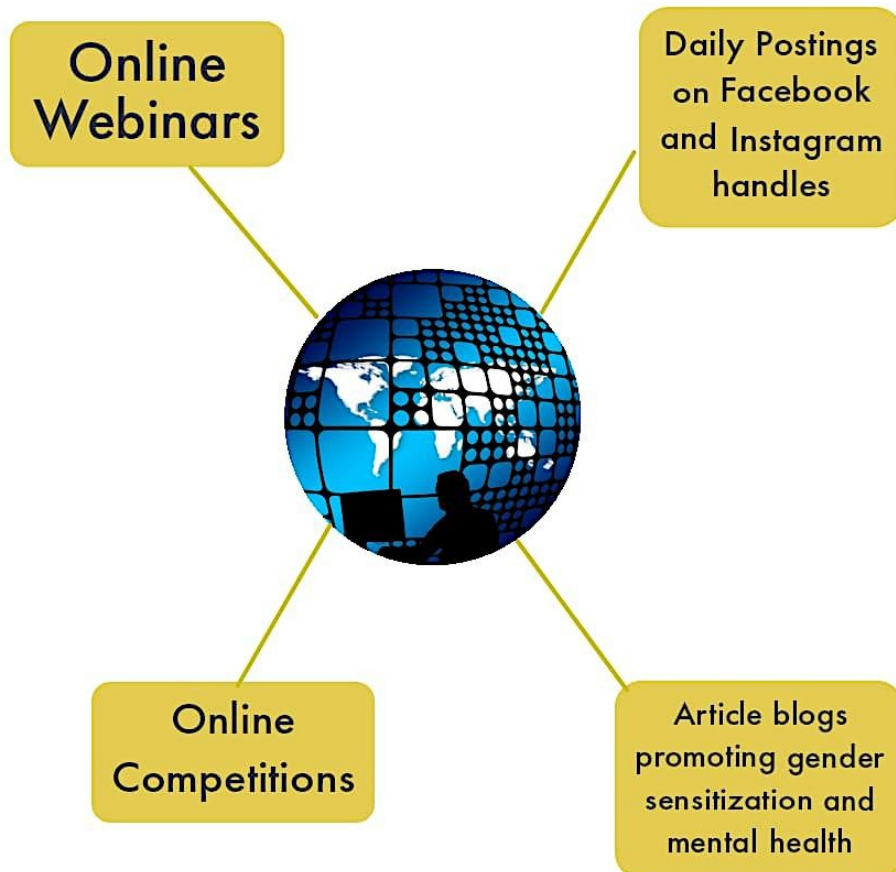 Online
Webinars
Daily Postings
on Facebook
and Instagram
handles
Online
Competitions
Article blogs
promoting gender
sensitization and
mental health